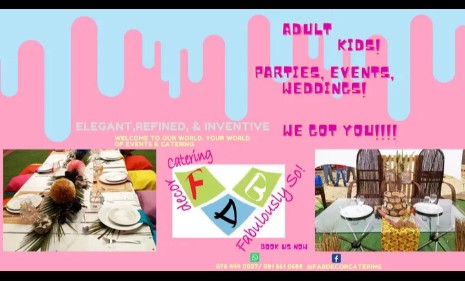 ADULT
KIDS!
PARTIES, EVENTS,
WEDDINGS!
WE GOT YOU!!!!
ELEGANT,REFINED, & INVENTIVE
WELCOME TO OUR WORLD, YOUR WORLD
OF EVENTS & CATERING
Catering
decor
F
A
B
Fabulously So!
BOOK US NOW
@FABDECORCATERING